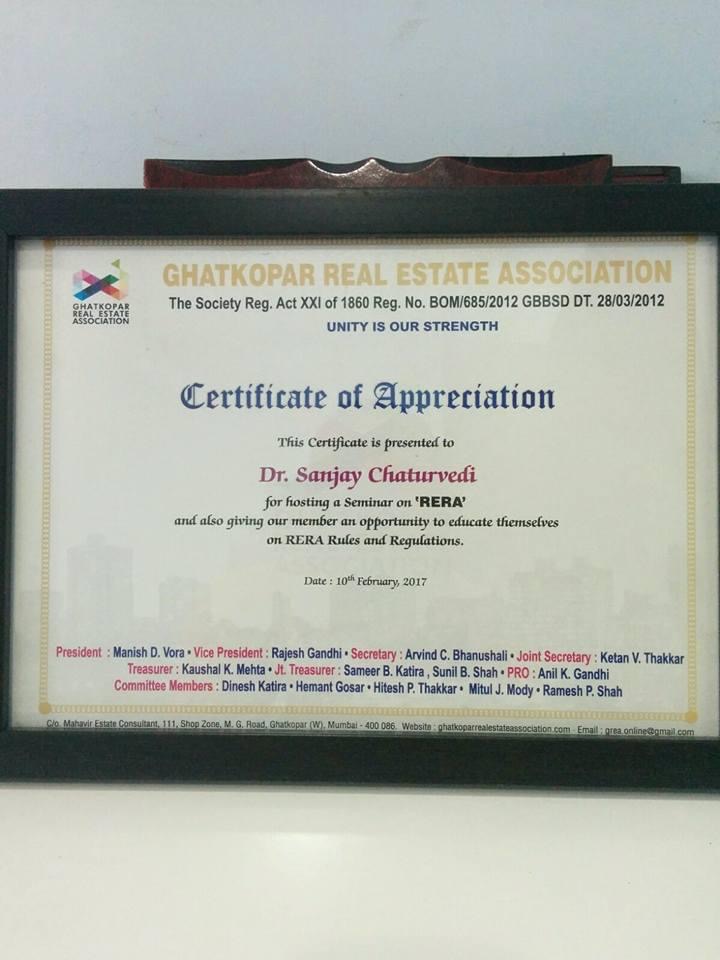 GHATKOPAR
REAL ESTATE
ASSOCIATION
GHATKOPAR REAL ESTATE ASSOCIATION
The Society Reg. Act XXI of 1860 Reg. No. BOM/685/2012 GBBSD DT. 28/03/2012
UNITY IS OUR STRENGTH
Certificate of Appreciation
This Certificate is presented to
Dr. Sanjay Chaturvedi
for hosting a Seminar on 'RERA'
and also giving our member an opportunity to educate themselves
on RERA Rules and Regulations.
ASSOCIATION
Date : 10th February, 2017
President : Manish D. Vora • Vice President : Rajesh Gandhi • Secretary : Arvind C. Bhanushali • Joint Secretary : Ketan V. Thakkar
Treasurer : Kaushal K. Mehta • Jt. Treasurer : Sameer B. Katira , Sunil B. Shah • PRO : Anil K. Gandhi
Committee Members : Dinesh Katira • Hemant Gosar • Hitesh P. Thakkar • Mitul J. Mody • Ramesh P. Shah
C/o. Mahavir Estate Consultant, 111, Shop Zone, M. G. Road, Ghatkopar (W), Mumbai - 400 086. Website : ghatkoparrealestateassociation.com · Email : grea.online@gmail.com